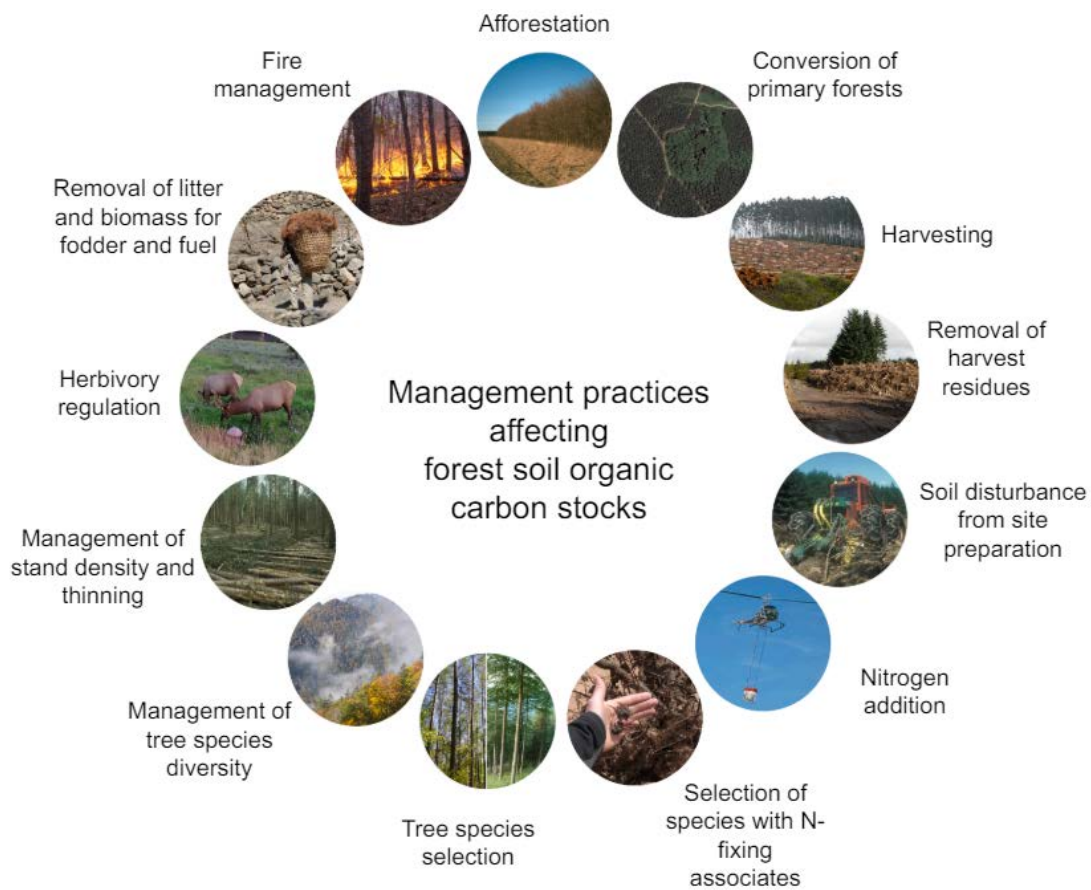 Afforestation
Conversion of
primary forests
Harvesting
Removal of
harvest
residues
Soil disturbance
from site
preparation
Nitrogen
addition
Selection of
species with N-
fixing
associates
Tree species
selection
Management of
tree species
diversity
Management of
stand density and
thinning
Herbivory
regulation
Removal of litter
and biomass for
fodder and fuel
Fire
management
Management practices
affecting
forest soil organic
carbon stocks